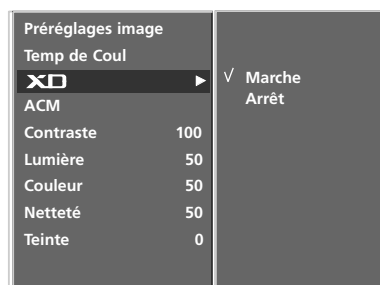 Préréglages image
Temp de Coul
XD
ACM
Contraste 100
Lumière 50
Couleur 50
Netteté 50
Teinte 0
√ Marche
Arrêt